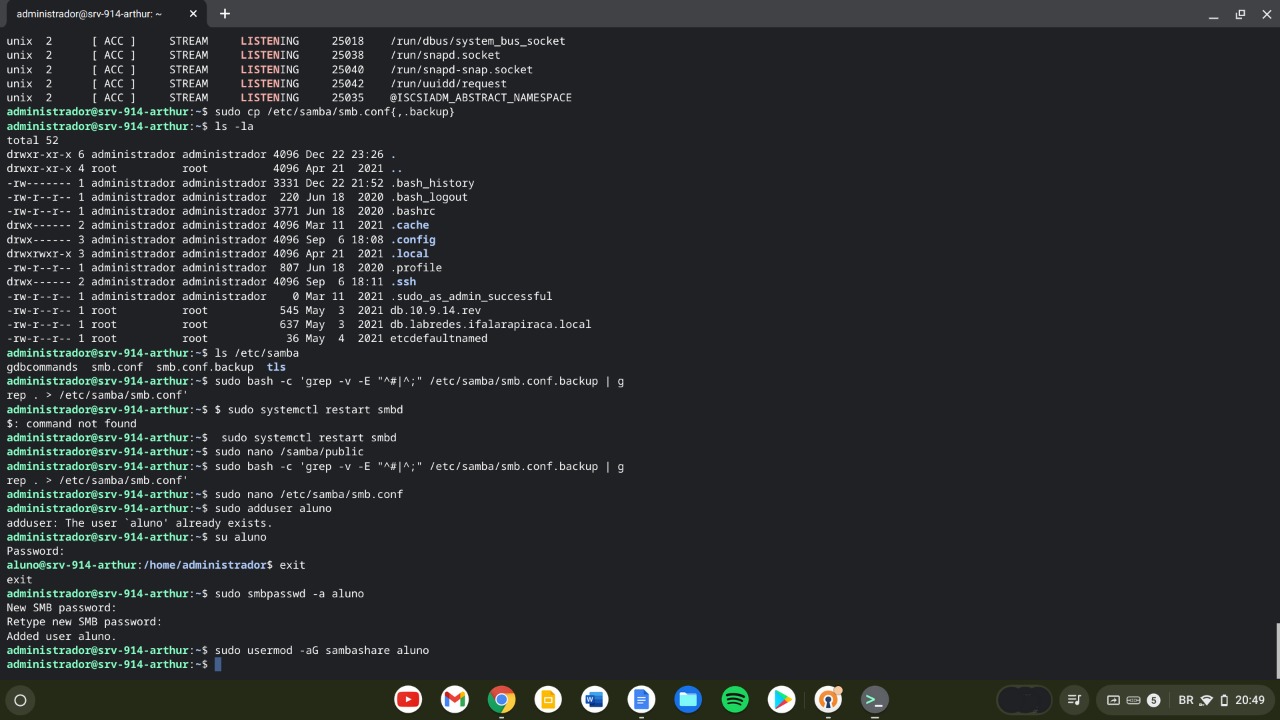 administrador@srv-914-arthur: ~
unix  2      [ ACC ]     STREAM     LISTENING     25018    /run/dbus/system_bus_socket
unix  2      [ ACC ]     STREAM     LISTENING     25038    /run/snapd.socket
unix  2      [ ACC ]     STREAM     LISTENING     25040    /run/snapd-snap.socket
unix  2      [ ACC ]     STREAM     LISTENING     25042    /run/uuidd/request
unix  2      [ ACC ]     STREAM     LISTENING     25035    @ISCSIADM_ABSTRACT_NAMESPACE
administrador@srv-914-arthur:~$ sudo cp /etc/samba/smb.conf{,.backup}
administrador@srv-914-arthur:~$ ls -la
total 52
drwxr-xr-x 6 administrador administrador 4096 Dec 22 23:26 .
drwxr-xr-x 4 root          root          4096 Apr 21  2021 ..
-rw------- 1 administrador administrador 3331 Dec 22 21:52 .bash_history
-rw-r--r-- 1 administrador administrador  220 Jun 18  2020 .bash_logout
-rw-r--r-- 1 administrador administrador 3771 Jun 18  2020 .bashrc
drwx------ 2 administrador administrador 4096 Mar 11  2021 .cache
drwx------ 3 administrador administrador 4096 Sep  6 18:08 .config
drwxrwxr-x 3 administrador administrador 4096 Apr 21  2021 .local
-rw-r--r-- 1 administrador administrador  807 Jun 18  2020 .profile
drwx------ 2 administrador administrador 4096 Sep  6 18:11 .ssh
-rw-r--r-- 1 administrador administrador    0 Mar 11  2021 .sudo_as_admin_successful
-rw-r--r-- 1 root          root           545 May  3  2021 db.10.9.14.rev
-rw-r--r-- 1 root          root           637 May  3  2021 db.labredes.ifalarapiraca.local
-rw-r--r-- 1 root          root            36 May  4  2021 etcdefaultnamed
administrador@srv-914-arthur:~$ ls /etc/samba
gdbcommands  smb.conf  smb.conf.backup  tls
administrador@srv-914-arthur:~$ sudo bash -c 'grep -v -E "^#|^;" /etc/samba/smb.conf.backup | g
rep . > /etc/samba/smb.conf'
administrador@srv-914-arthur:~$ $ sudo systemctl restart smbd
$: command not found
administrador@srv-914-arthur:~$  sudo systemctl restart smbd
administrador@srv-914-arthur:~$ sudo nano /samba/public
administrador@srv-914-arthur:~$ sudo bash -c 'grep -v -E "^#|^;" /etc/samba/smb.conf.backup | g
rep . > /etc/samba/smb.conf'
administrador@srv-914-arthur:~$ sudo nano /etc/samba/smb.conf
administrador@srv-914-arthur:~$ sudo adduser aluno
adduser: The user `aluno' already exists.
administrador@srv-914-arthur:~$ su aluno
Password:
aluno@srv-914-arthur:/home/administrador$ exit
exit
administrador@srv-914-arthur:~$ sudo smbpasswd -a aluno
New SMB password:
Retype new SMB password:
Added user aluno.
administrador@srv-914-arthur:~$ sudo usermod -aG sambashare aluno
administrador@srv-914-arthur:~$
5 BR 20:49